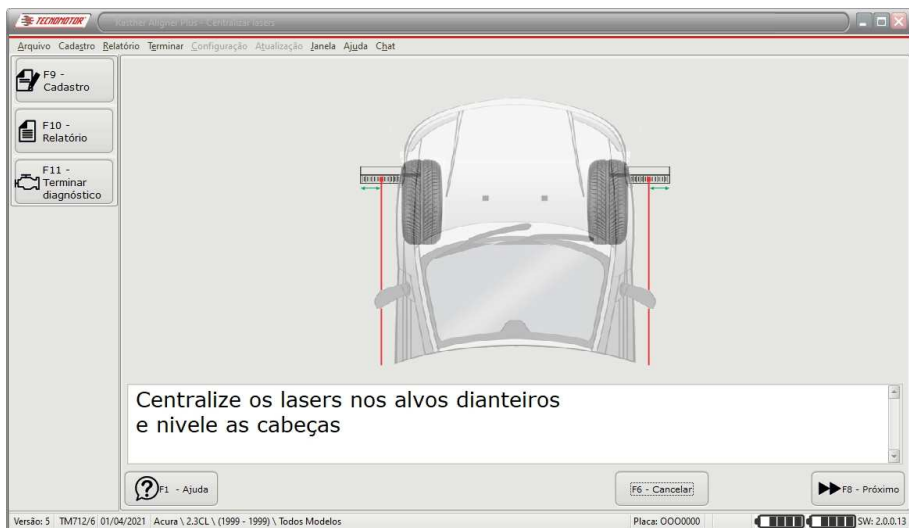 TECNOMOTOR
Kastner Aligner Plus - Centralizar lasers
Arquivo Cadastro Relatório Terminar Configuração Atualização Janela Ajuda Chat
F9 -
Cadastro
F10 -
Relatório
F11 -
Terminar
diagnóstico
Centralize os lasers nos alvos dianteiros
e nivele as cabeças
F1 - Ajuda
F6 - Cancelar
F8 - Próximo
Versão: 5 TM712/6 01/04/2021 Acura \ 2.3CL \ (1999 - 1999) \ Todos Modelos Placa: OOO0000 SW: 2.0.0.13